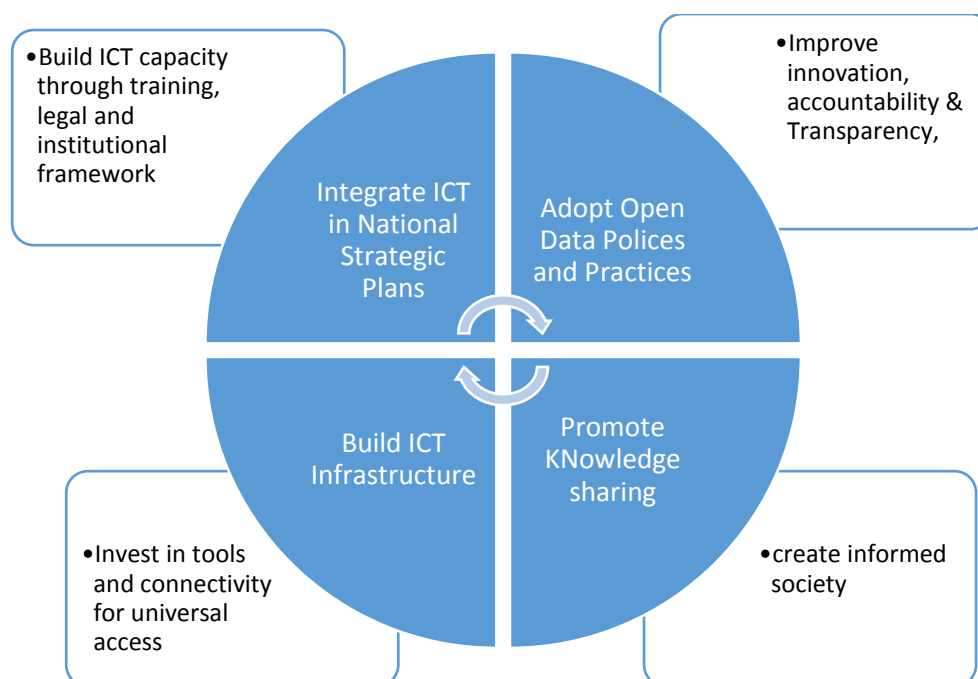 •Build ICT capacity
through training,
legal and
institutional
framework
Integrate ICT
in National
Strategic
Plans
•Improve
innovation,
accountability &
Transparency,
Adopt Open
Data Polices
and Practices
Build ICT
Infrastructure
•Invest in tools
and connectivity
for universal
access
Promote
KNowledge
sharing
•create informed
society